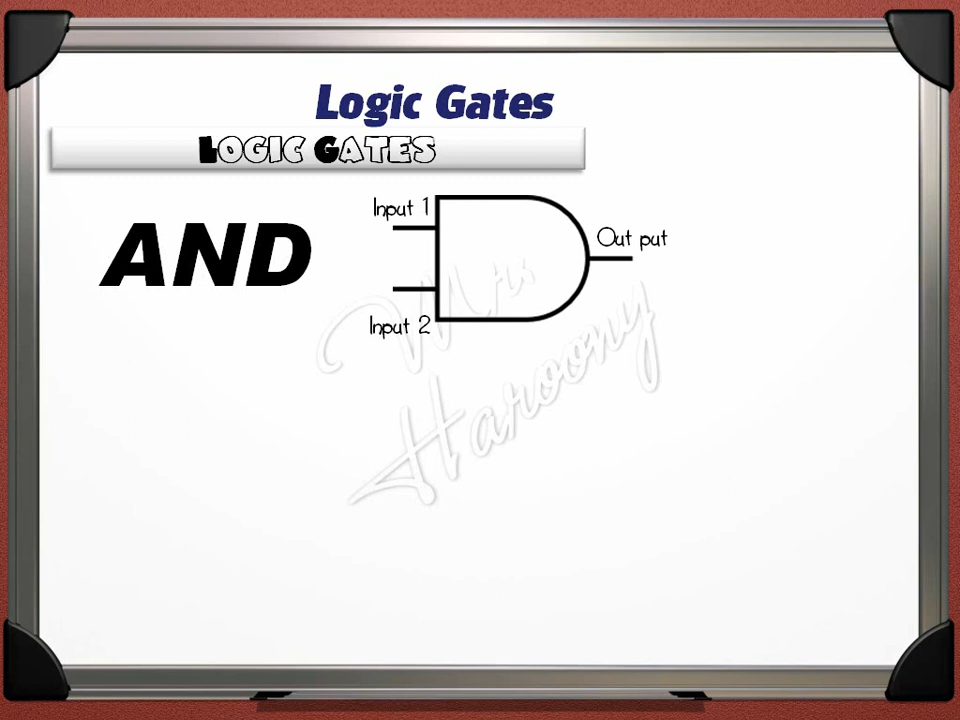 Logic Gates
Logic Gates
AND
Input 1
Out put
Input 2
Mrs
Haroony